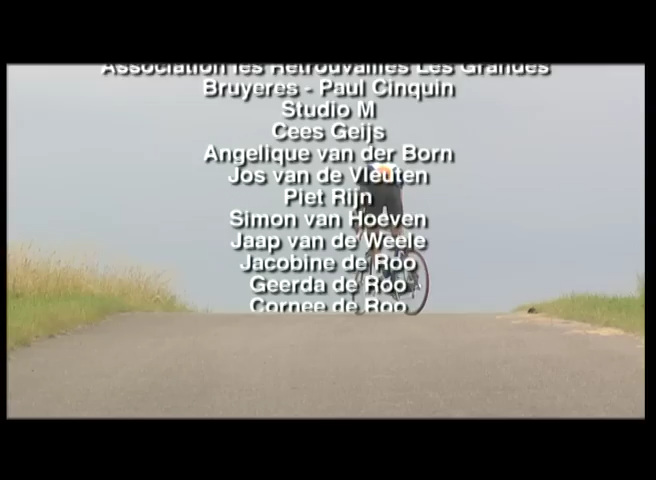 Association les Retrouvailles Les Grandes
Bruyeres - Paul Cinquin
Studio M
Cees Geijs
Angelique van der Born
Jos van de Vleuten
Piet Rijn
Simon van Hoeven
Jaap van de Weele
Jacobine de Roo
Geerda de Roo
Cornee de Roo